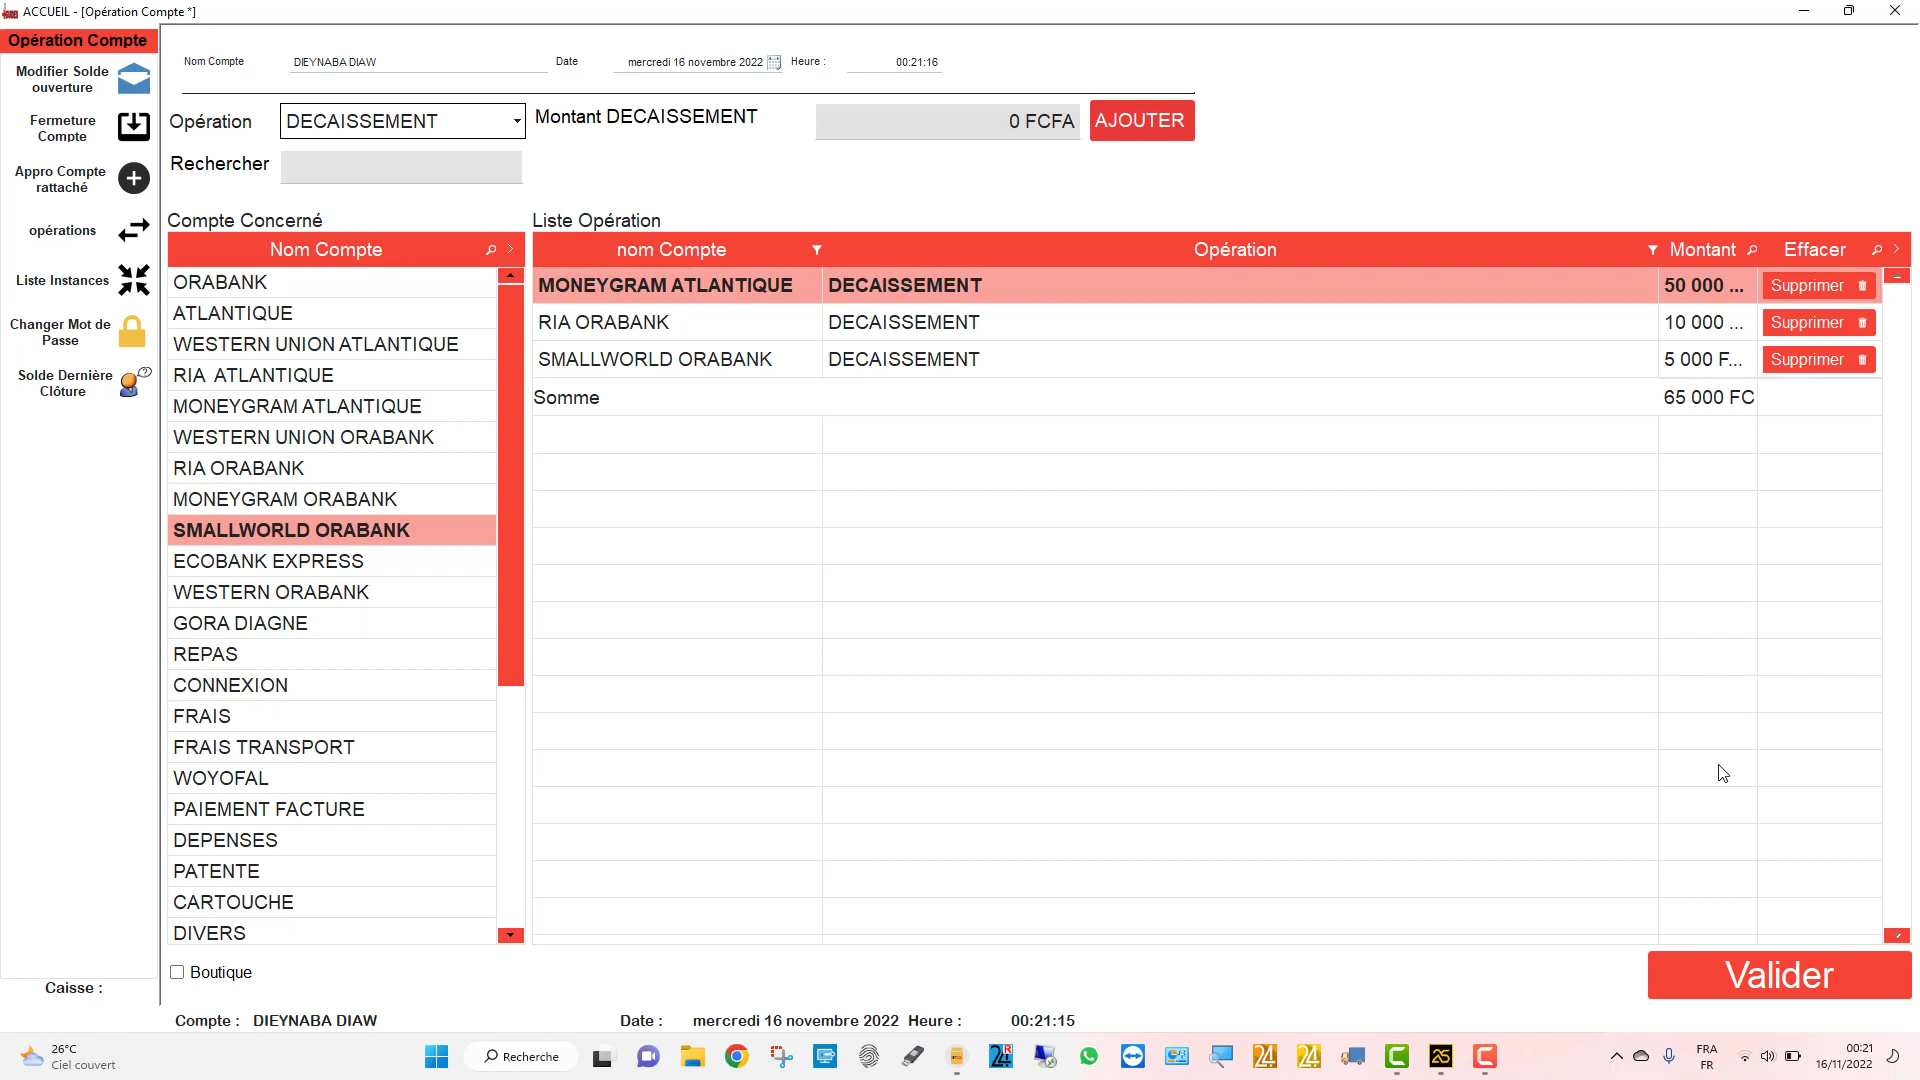 ACCUEIL - [Opération Compte *]
Opération Compte
Modifier Solde
ouverture
Fermeture
Compte
Appro Compte
rattaché
opérations
Liste Instances
Changer Mot de
Passe
Solde Dernière
Clôture
Caisse :
Nom Compte DIEYNABA DIAW Date mercredi 16 novembre 2022 Heure : 00:21:16
Opération DECAISSEMENT Montant DECAISSEMENT 0 FCFA AJOUTER
Rechercher
Compte Concerné
Nom Compte
ORABANK
ATLANTIQUE
WESTERN UNION ATLANTIQUE
RIA ATLANTIQUE
MONEYGRAM ATLANTIQUE
WESTERN UNION ORABANK
RIA ORABANK
MONEYGRAM ORABANK
SMALLWORLD ORABANK
ECOBANK EXPRESS
WESTERN ORABANK
GORA DIAGNE
REPAS
CONNEXION
FRAIS
FRAIS TRANSPORT
WOYOFAL
PAIEMENT FACTURE
DEPENSES
PATENTE
CARTOUCHE
DIVERS
Liste Opération
nom Compte Opération Montant Effacer
MONEYGRAM ATLANTIQUE DECAISSEMENT 50 000 ... Supprimer
RIA ORABANK DECAISSEMENT 10 000 ... Supprimer
SMALLWORLD ORABANK DECAISSEMENT 5 000 F... Supprimer
Somme 65 000 FC
Boutique
Valider
Compte : DIEYNABA DIAW Date : mercredi 16 novembre 2022 Heure : 00:21:15
26°C
Ciel couvert
Recherche
FRA
FR
00:21
16/11/2022